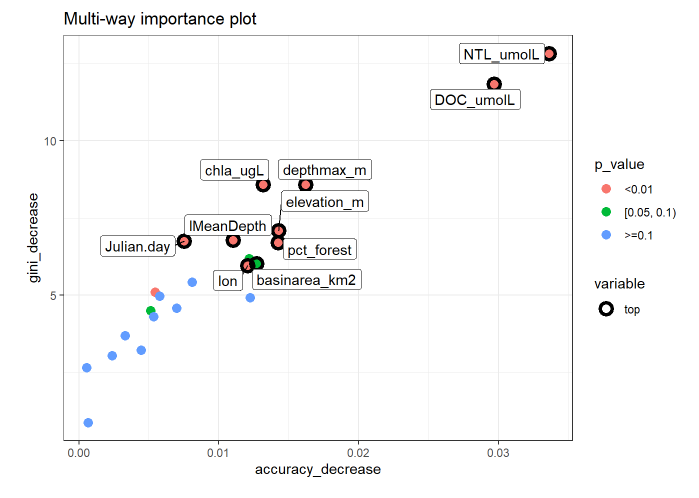 Multi-way importance plot
NTL_umolL
DOC_umolL
10
chla_ugL
depthmax_m
elevation_m
lMeanDepth
Julian.day
pct_forest
lon
basinarea_km2
5
gini_decrease
0.00
0.01
0.02
0.03
accuracy_decrease
p_value
<0.01
[0.05, 0.1)
>=0.1
variable
top